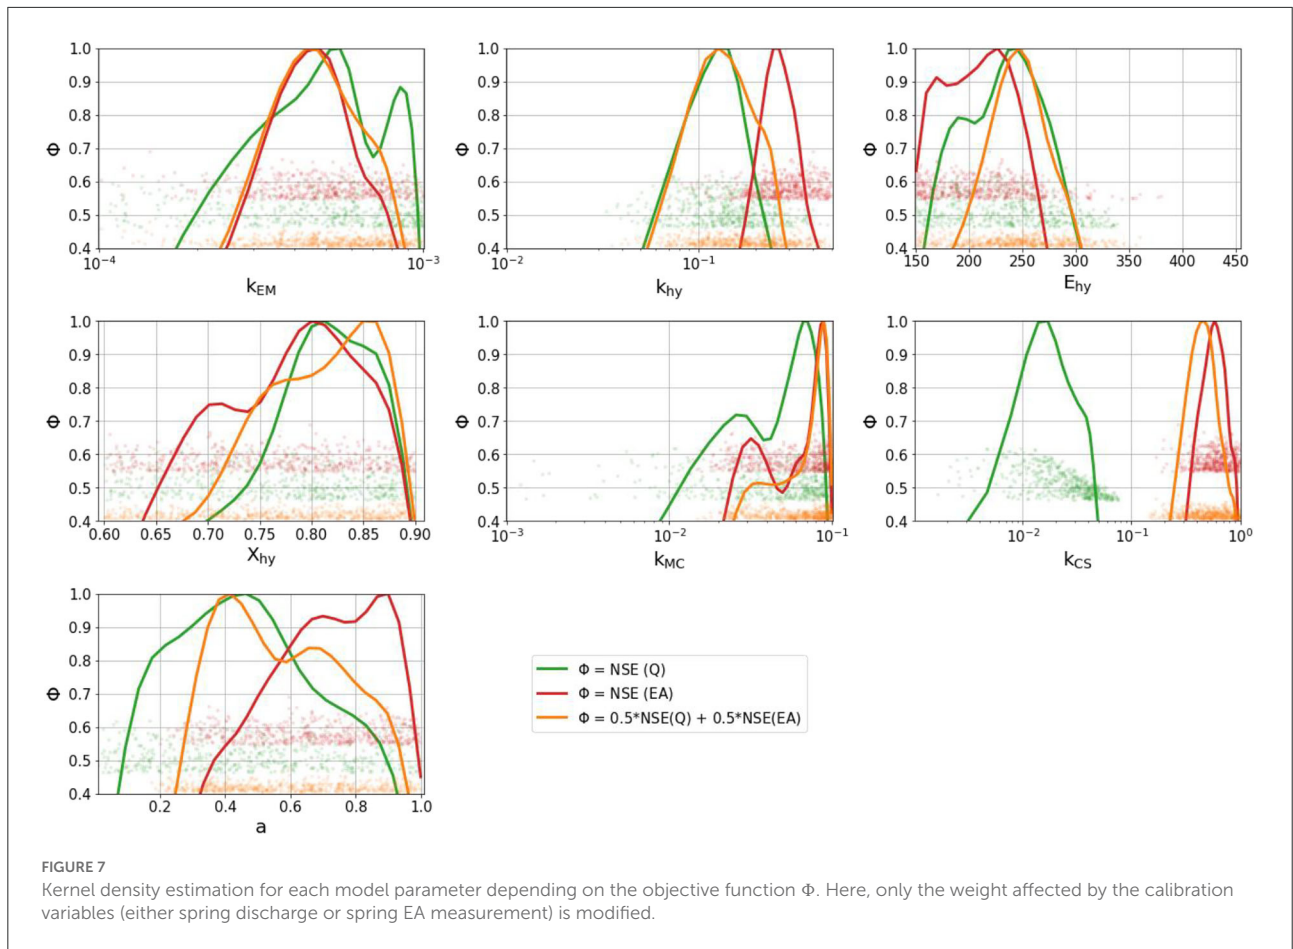 1.0 1.0 1.0
0.9 0.9 0.9
0.8 0.8 0.8
Φ 0.7 Φ 0.7 Φ 0.7
0.6 0.6 0.6
0.5 0.5 0.5
0.4 0.4 0.4
10⁻⁴ 10⁻³ 10⁻² 10⁻¹ 150 200 250 300 350 400 450
k_EM k_hy E_hy
1.0 1.0 1.0
0.9 0.9 0.9
0.8 0.8 0.8
Φ 0.7 Φ 0.7 Φ 0.7
0.6 0.6 0.6
0.5 0.5 0.5
0.4 0.4 0.4
0.60 0.65 0.70 0.75 0.80 0.85 0.90 10⁻³ 10⁻² 10⁻¹ 10⁻² 10⁻¹ 10⁰
X_hy k_MC k_CS
1.0
0.9
0.8
Φ 0.7
0.6
0.5
0.4
0.2 0.4 0.6 0.8 1.0
a
Φ = NSE (Q)
Φ = NSE (EA)
Φ = 0.5*NSE(Q) + 0.5*NSE(EA)
FIGURE 7
Kernel density estimation for each model parameter depending on the objective function Φ. Here, only the weight affected by the calibration
variables (either spring discharge or spring EA measurement) is modified.